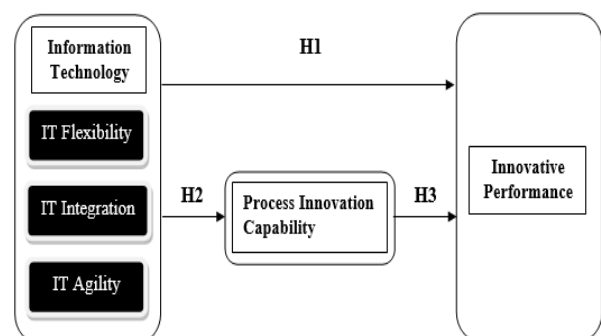 Information
Technology
H1
IT Flexibility
IT Integration
IT Agility
H2
Process Innovation
Capability
H3
Innovative
Performance